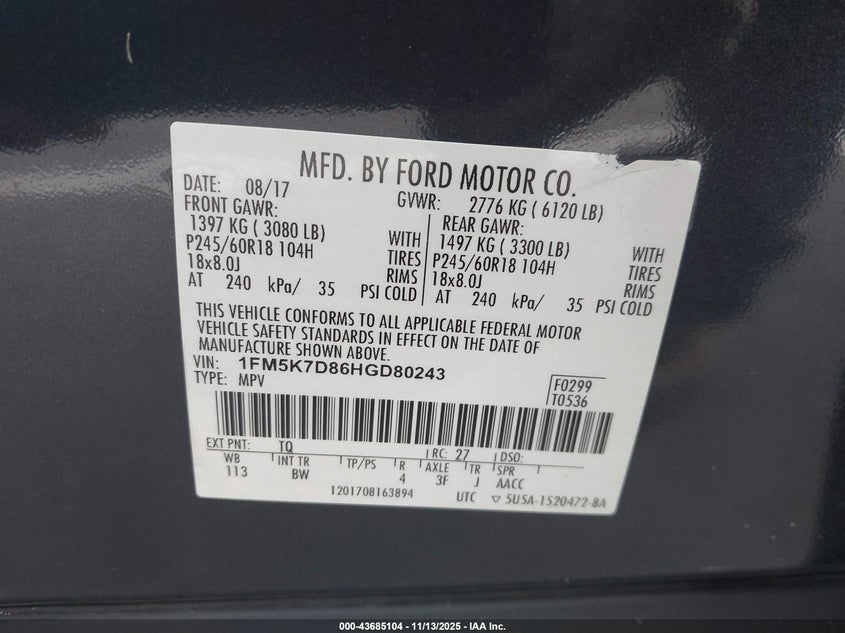 MFD. BY FORD MOTOR CO.
DATE: 08/17 GVWR: 2776 KG ( 6120 LB)
FRONT GAWR: REAR GAWR:
1397 KG ( 3080 LB) WITH 1497 KG ( 3300 LB) WITH
P245/60R18 104H TIRES P245/60R18 104H TIRES
18x8.0J RIMS 18x8.0J RIMS
AT 240 kPa/ 35 PSI COLD AT 240 kPa/ 35 PSI COLD
THIS VEHICLE CONFORMS TO ALL APPLICABLE FEDERAL MOTOR
VEHICLE SAFETY STANDARDS IN EFFECT ON THE DATE OF
MANUFACTURE SHOWN ABOVE.
VIN: 1FM5K7D86HGD80243
TYPE: MPV
F0299
T0536
EXT PNT: TQ RC: 27 DSO:
WB INT TR TP/PS R AXLE TR SPR
113 BW 4 3F J AACC
1201708163894 UTC ▽ 5U5A-1520472-BA
000-43685104 - 11/13/2025 - IAA Inc.